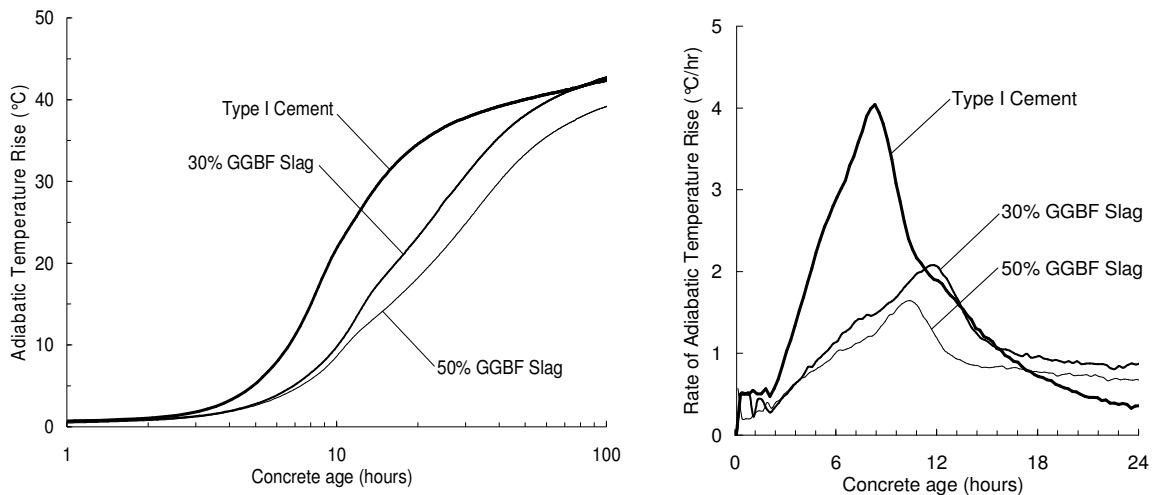 50
40
30
20
10
0
Adiabatic Temperature Rise (°C)
Type I Cement
30% GGBF Slag
50% GGBF Slag
1
10
100
Concrete age (hours)
5
4
3
2
1
0
Rate of Adiabatic Temperature Rise (°C/hr)
Type I Cement
30% GGBF Slag
50% GGBF Slag
0
6
12
18
24
Concrete age (hours)